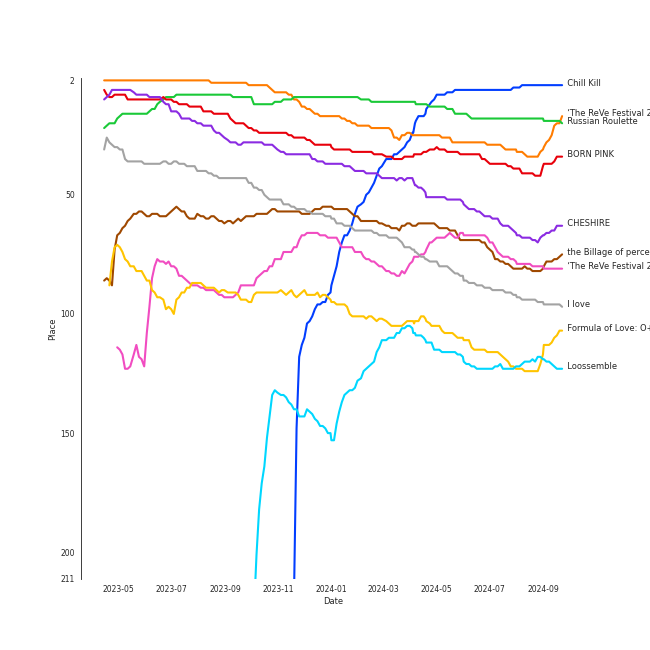 2
50
100
150
200
211
Place
2023-05
2023-07
2023-09
2023-11
2024-01
2024-03
2024-05
2024-07
2024-09
Date
Chill Kill
'The ReVe Festival 2
Russian Roulette
BORN PINK
CHESHIRE
the Billage of perce
'The ReVe Festival 2
I love
Formula of Love: O+
Loossemble